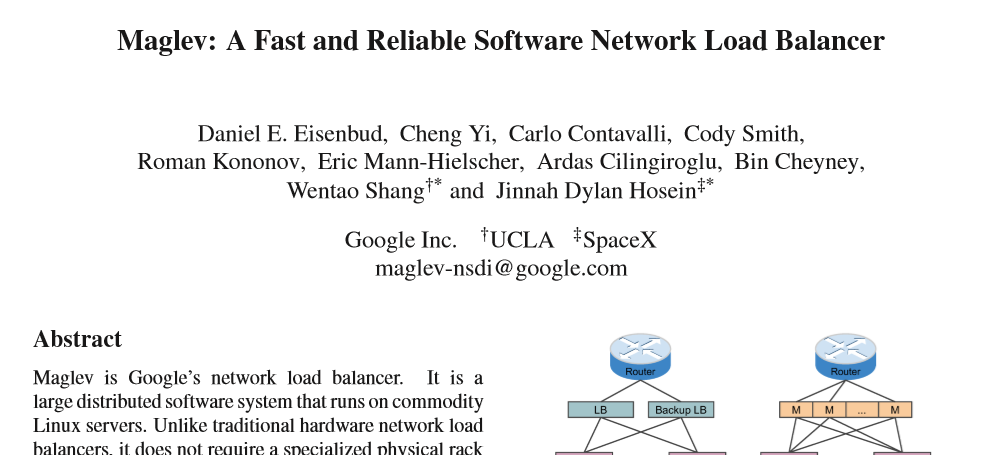 Maglev: A Fast and Reliable Software Network Load Balancer
Daniel E. Eisenbud, Cheng Yi, Carlo Contavalli, Cody Smith,
Roman Kononov, Eric Mann-Hielscher, Ardas Cilingiroglu, Bin Cheyney,
Wentao Shang†* and Jinnah Dylan Hosein‡*
Google Inc. †UCLA ‡SpaceX
maglev-nsdi@google.com
Abstract
Maglev is Google's network load balancer. It is a
large distributed software system that runs on commodity
Linux servers. Unlike traditional hardware network load
balancers, it does not require a specialized physical rack
Router
LB
Backup LB
Router
M M ... M